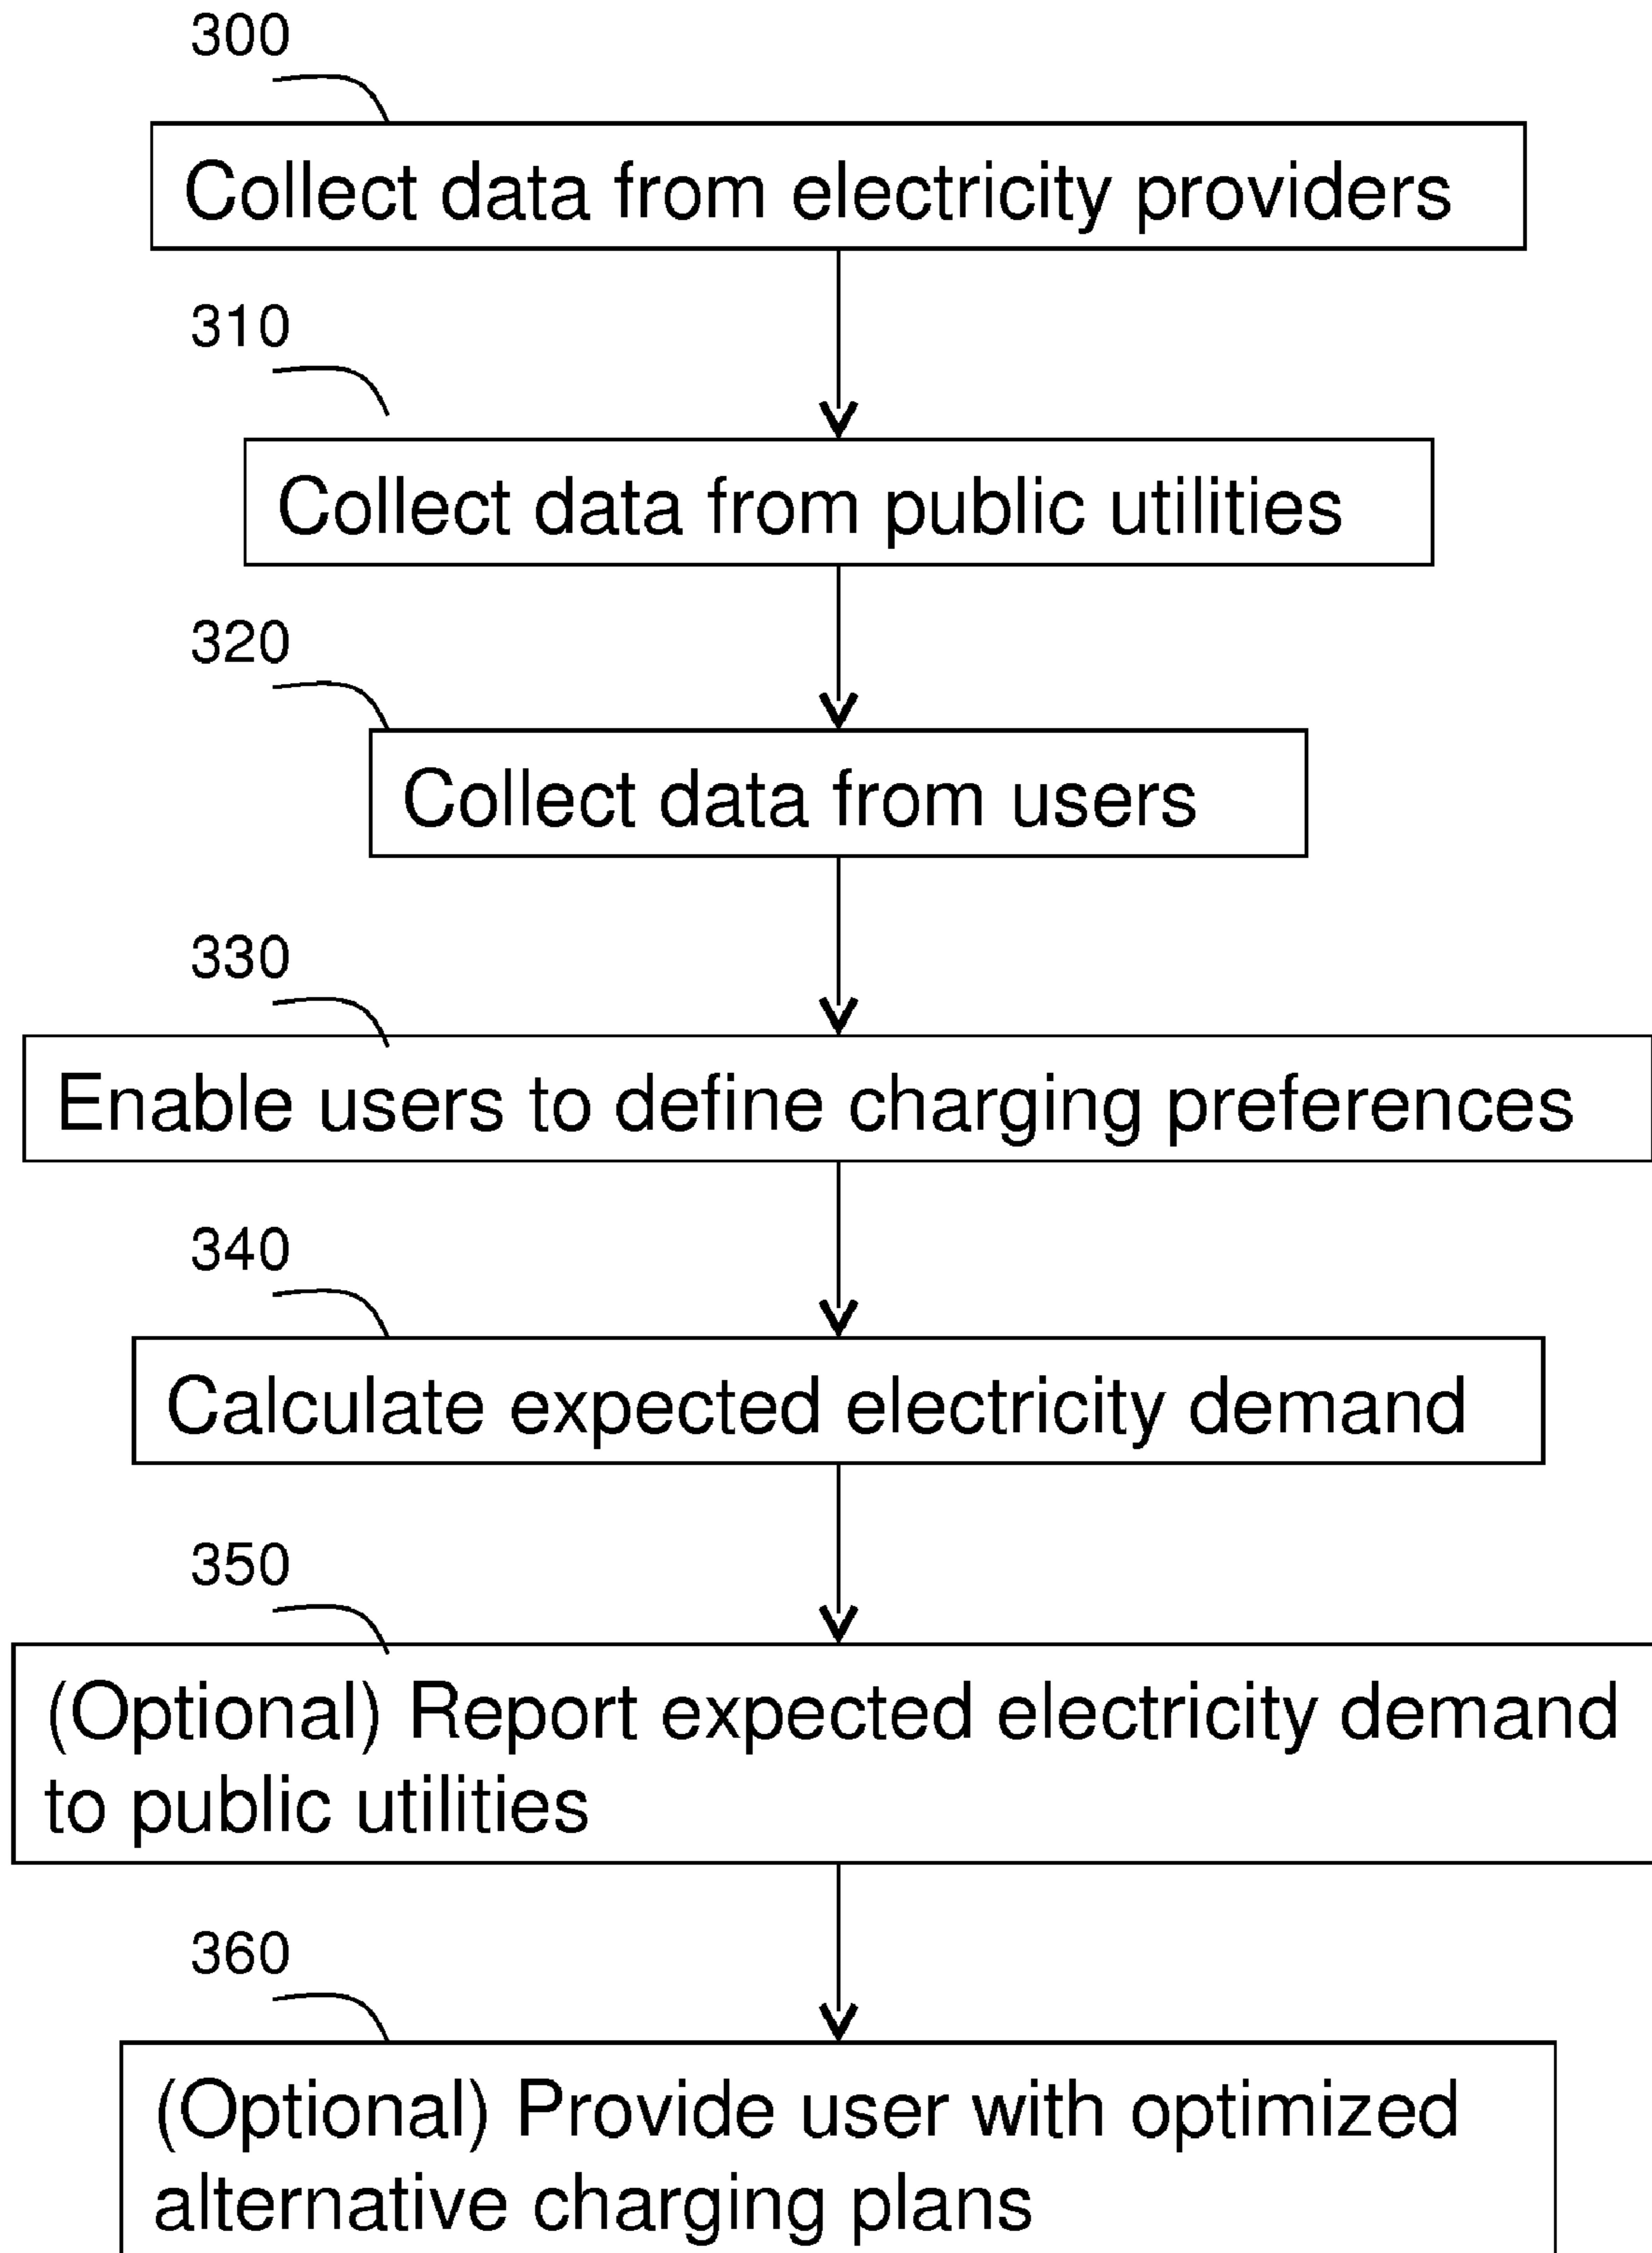 300
Collect data from electricity providers
310
Collect data from public utilities
320
Collect data from users
330
Enable users to define charging preferences
340
Calculate expected electricity demand
350
(Optional) Report expected electricity demand
to public utilities
360
(Optional) Provide user with optimized
alternative charging plans